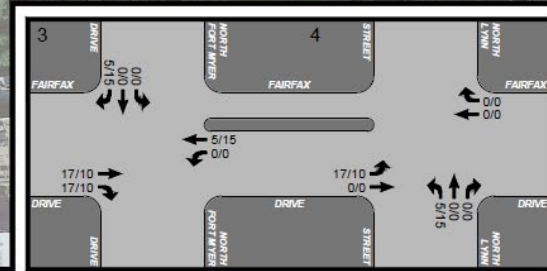 3
DRIVE
FAIRFAX
5/15
0/0
0/0
NORTH
FORT MYER
4
STREET
FAIRFAX
NORTH
LYNN
FAIRFAX
0/0
0/0
5/15
0/0
17/10
17/10
17/10
0/0
5/15
0/0
0/0
DRIVE
DRIVE
NORTH
FORT MYER
DRIVE
STREET
NORTH
LYNN
DRIVE